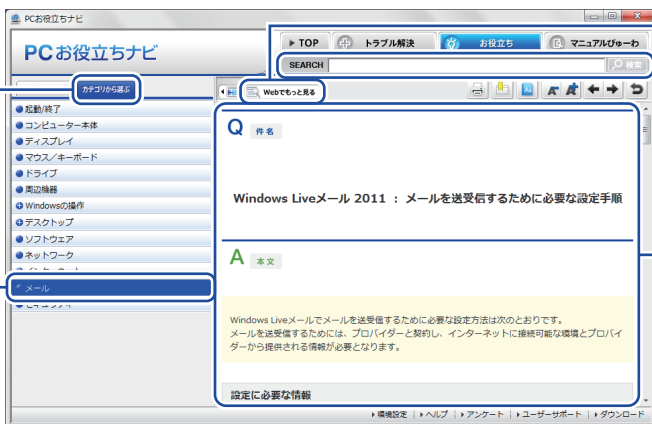 PCお役立ちナビ
PCお役立ちナビ
TOP
トラブル解決
お役立ち
マニュアルびゅーわ
SEARCH
検索
カテゴリから選ぶ
Webでもっと見る
起動/終了
コンピューター本体
ディスプレイ
マウス/キーボード
ドライブ
周辺機器
Windowsの操作
デスクトップ
ソフトウェア
ネットワーク
メール
Q 件名
Windows Liveメール 2011 : メールを送受信するために必要な設定手順
A 本文
Windows Liveメールでメールを送受信するために必要な設定方法は次のとおりです。
メールを送受信するためには、プロバイダーと契約し、インターネットに接続可能な環境とプロバイ
ダーから提供される情報が必要となります。
設定に必要な情報
環境設定 | ヘルプ | アンケート | ユーザーサポート | ダウンロード